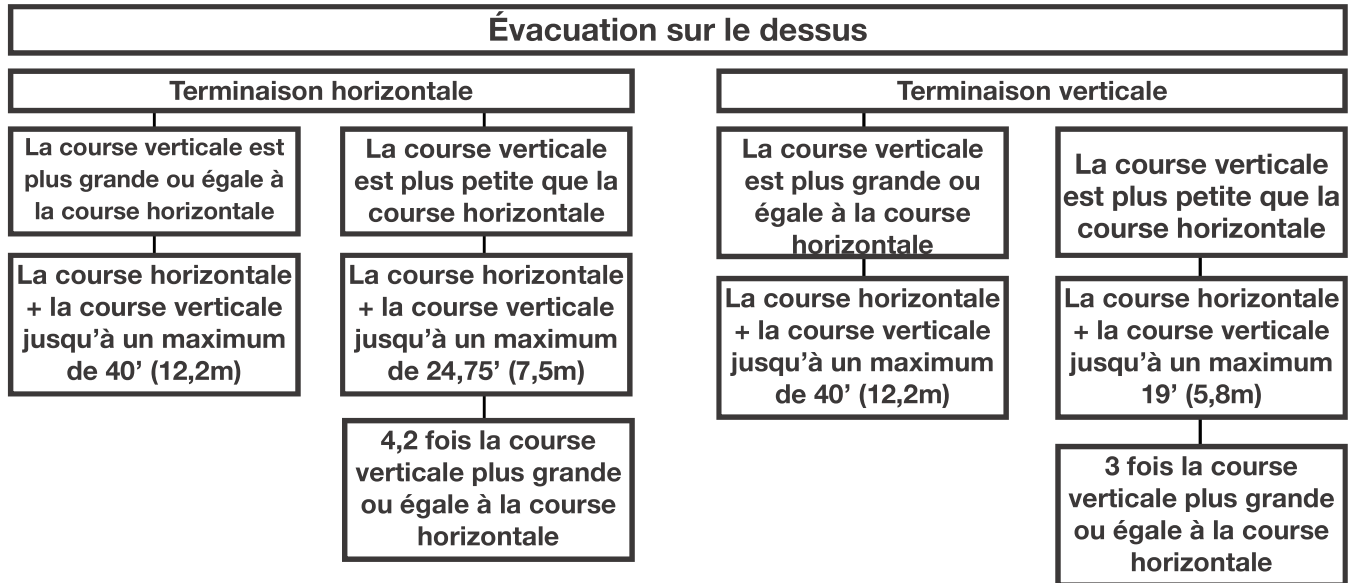 Évacuation sur le dessus
Terminaison horizontale
La course verticale est
plus grande ou égale à
la course horizontale
La course horizontale
+ la course verticale
jusqu'à un maximum
de 40' (12,2m)
La course verticale
est plus petite que la
course horizontale
La course horizontale
+ la course verticale
jusqu'à un maximum
de 24,75' (7,5m)
4,2 fois la course
verticale plus grande
ou égale à la course
horizontale
Terminaison verticale
La course verticale
est plus grande ou
égale à la course
horizontale
La course horizontale
+ la course verticale
jusqu'à un maximum
de 40' (12,2m)
La course verticale
est plus petite que la
course horizontale
La course horizontale
+ la course verticale
jusqu'à un maximum
19' (5,8m)
3 fois la course
verticale plus grande
ou égale à la course
horizontale